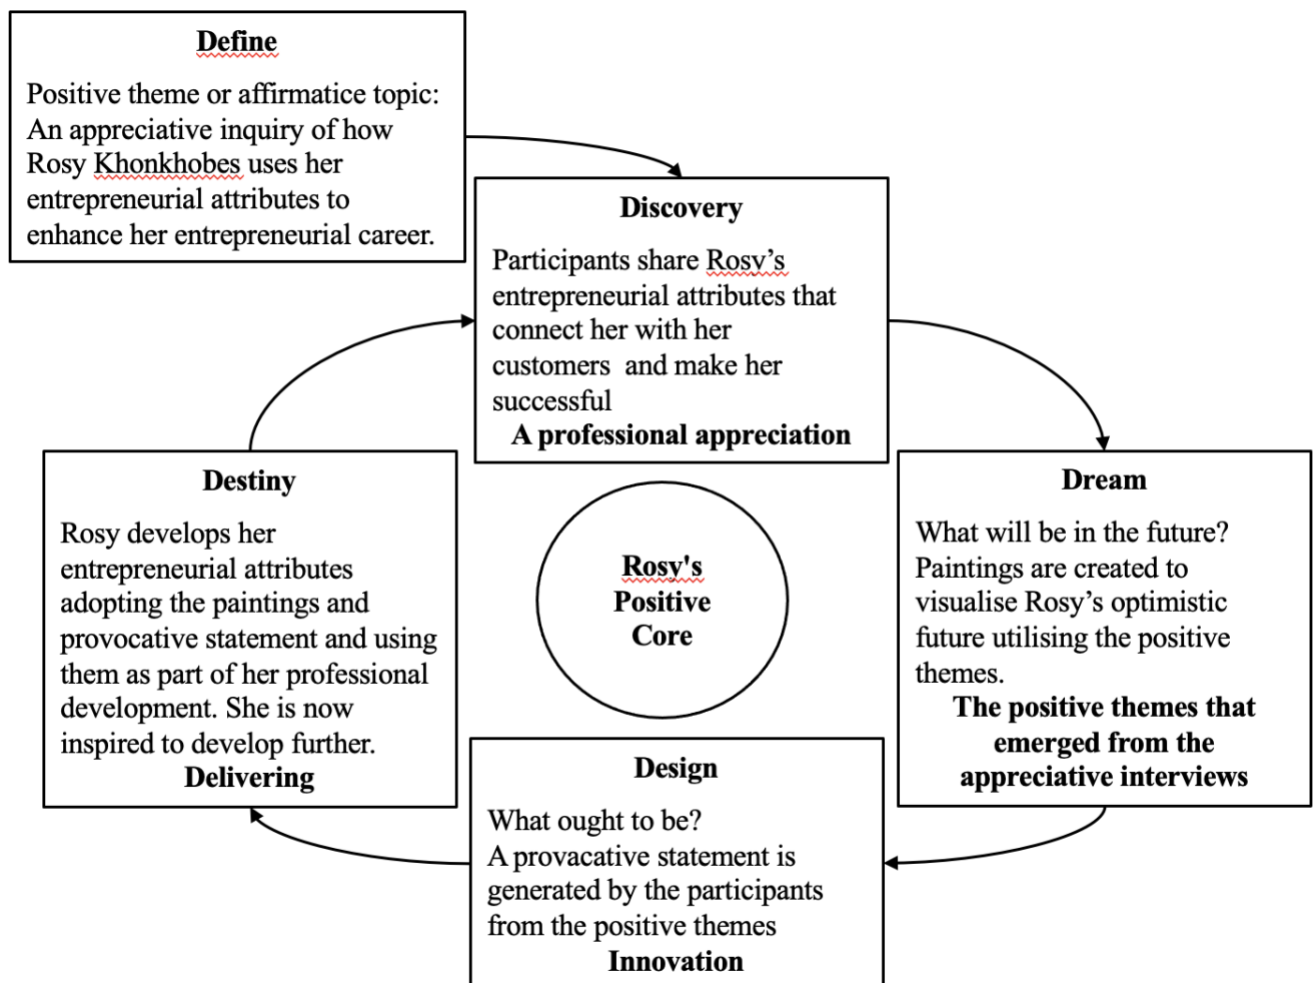 Define
Positive theme or affirmatice topic:
An appreciative inquiry of how
Rosy Khonkhobes uses her
entrepreneurial attributes to
enhance her entrepreneurial career.
Discovery
Participants share Rosy’s
entrepreneurial attributes that
connect her with her
customers  and make her
successful
A professional appreciation
Dream
What will be in the future?
Paintings are created to
visualise Rosy’s optimistic
future utilising the positive
themes.
The positive themes that
emerged from the
appreciative interviews
Design
What ought to be?
A provacative statement is
generated by the participants
from the positive themes
Innovation
Destiny
Rosy develops her
entrepreneurial attributes
adopting the paintings and
provocative statement and using
them as part of her professional
development. She is now
inspired to develop further.
Delivering
Rosy's
Positive
Core